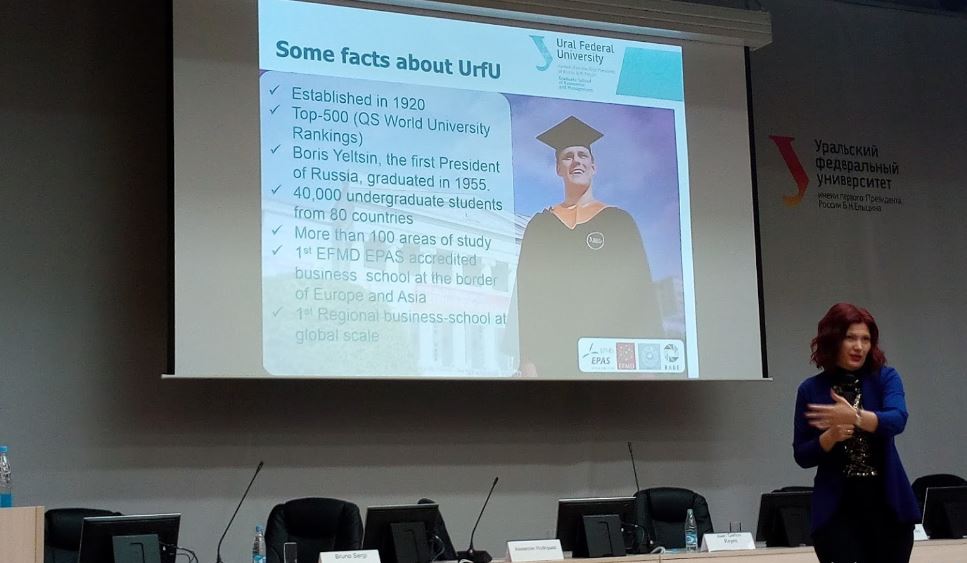 Some facts about UrfU
Ural Federal
University
✓ Established in 1920
✓ Top-500 (QS World University
Rankings)
✓ Boris Yeltsin, the first President
of Russia, graduated in 1955.
✓ 40,000 undergraduate students
from 80 countries
✓ More than 100 areas of study
✓ 1st EFMD EPAS accredited
business school at the border
of Europe and Asia
✓ 1st Regional business-school at
global scale
EFMD
EPAS
Уральский
федеральный
университет
имени первого Президента
России Б.Н.Ельцина
Bruno Sergi
Reyes